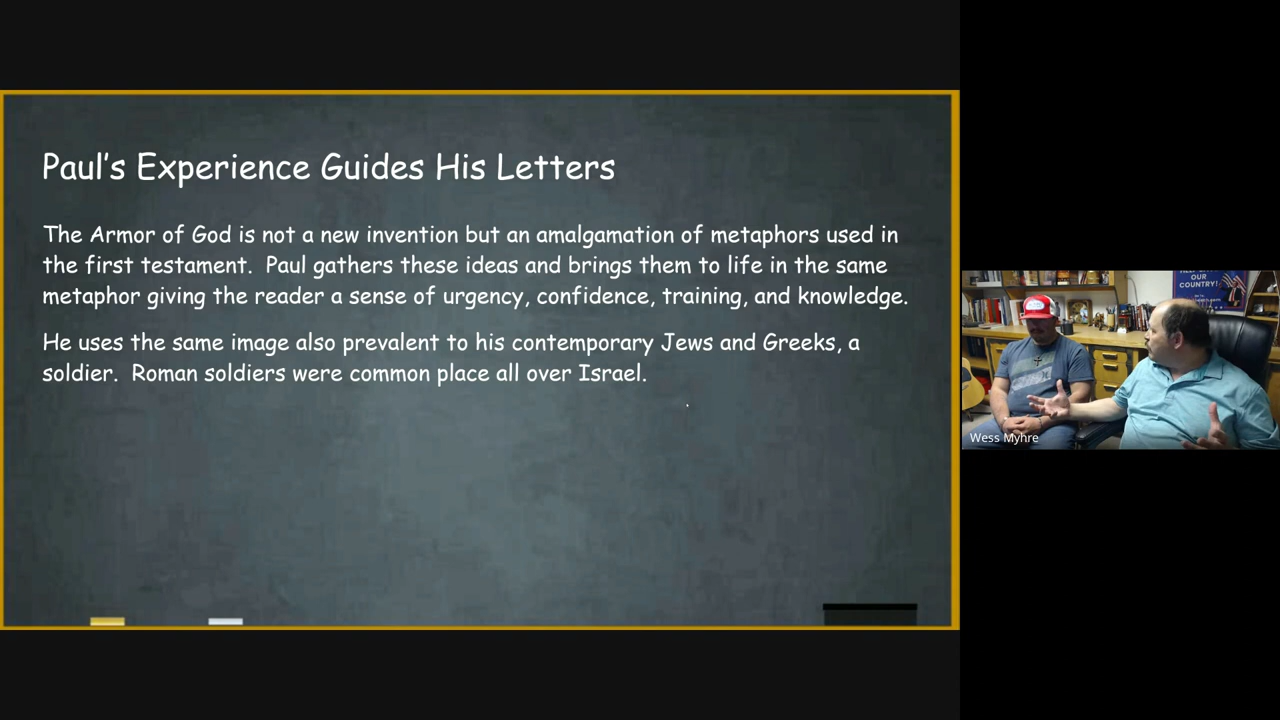 Paul's Experience Guides His Letters
The Armor of God is not a new invention but an amalgamation of metaphors used in
the first testament.  Paul gathers these ideas and brings them to life in the same
metaphor giving the reader a sense of urgency, confidence, training, and knowledge.
He uses the same image also prevalent to his contemporary Jews and Greeks, a
soldier.  Roman soldiers were common place all over Israel.
OUR
COUNTRY!
Wess Myhre